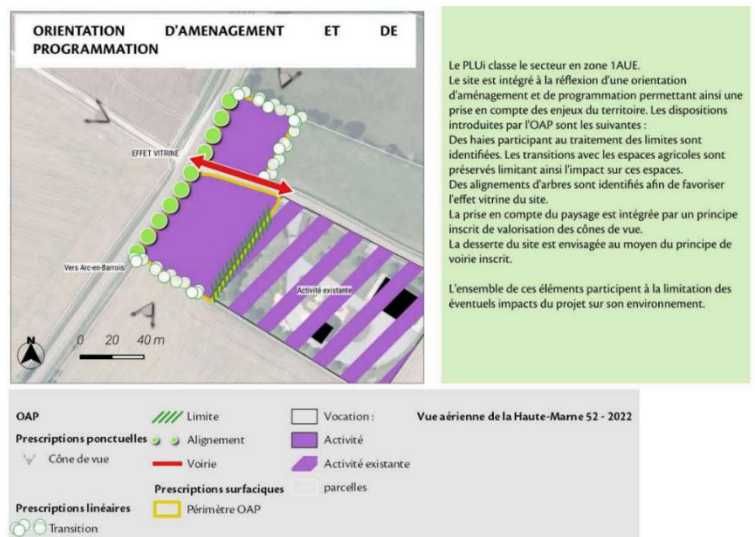 ORIENTATION D'AMENAGEMENT ET DE
PROGRAMMATION
EFFET VITRINE
Vers Arc-en-Barrois
Activité existante
N
0 20 40 m
Le PLUi classe le secteur en zone 1AUE.
Le site est intégré à la réflexion d'une orientation
d'aménagement et de programmation permettant ainsi une
prise en compte des enjeux du territoire. Les dispositions
introduites par l'OAP sont les suivantes :
Des haies participent au traitement des limites sont
identifiées. Les transitions avec les espaces agricoles sont
préservés limitant ainsi l'impact sur ces espaces.
Des alignements d'arbres sont identifiés afin de favoriser
l'effet vitrine du site.
La prise en compte du paysage est intégrée par un principe
inscrit de valorisation des cônes de vue.
La desserte du site est envisagée au moyen du principe de
voirie inscrit.
L'ensemble de ces éléments participent à la limitation des
éventuels impacts du projet sur son environnement.
OAP
Prescriptions ponctuelles
Cône de vue
Prescriptions linéaires
Transition
Limite
Alignement
Voirie
Prescriptions surfaciques
Périmètre OAP
Vocation :
Activité
Activité existante
parcelles
Vue aérienne de la Haute-Marne 52 - 2022